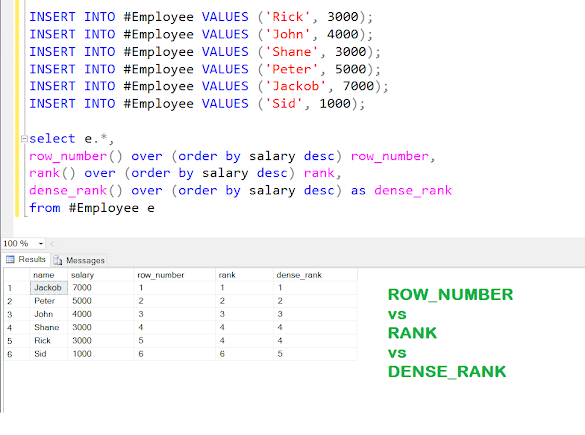 INSERT INTO #Employee VALUES ('Rick', 3000);
INSERT INTO #Employee VALUES ('John', 4000);
INSERT INTO #Employee VALUES ('Shane', 3000);
INSERT INTO #Employee VALUES ('Peter', 5000);
INSERT INTO #Employee VALUES ('Jackob', 7000);
INSERT INTO #Employee VALUES ('Sid', 1000);
select e.*,
row_number() over (order by salary desc) row_number,
rank() over (order by salary desc) rank,
dense_rank() over (order by salary desc) as dense_rank
from #Employee e
100 %
Results Messages
name salary row_number rank dense_rank
1 Jackob 7000 1 1 1
2 Peter 5000 2 2 2
3 John 4000 3 3 3
4 Shane 3000 4 4 4
5 Rick 3000 5 4 4
6 Sid 1000 6 6 5
ROW_NUMBER
vs
RANK
vs
DENSE_RANK